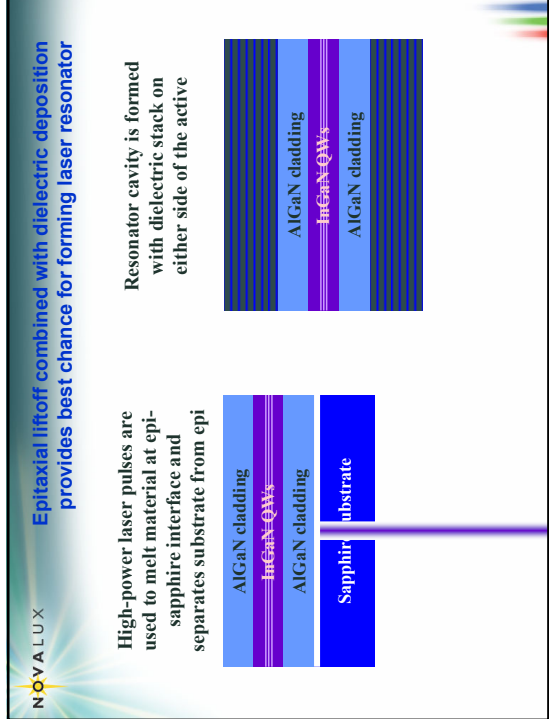 NOVALUX
Epitaxial liftoff combined with dielectric deposition
provides best chance for forming laser resonator
High-power laser pulses are
used to melt material at epi-
sapphire interface and
separates substrate from epi
AlGaN cladding
InGaN QWs
AlGaN cladding
Sapphire substrate
Resonator cavity is formed
with dielectric stack on
either side of the active
AlGaN cladding
InGaN QWs
AlGaN cladding